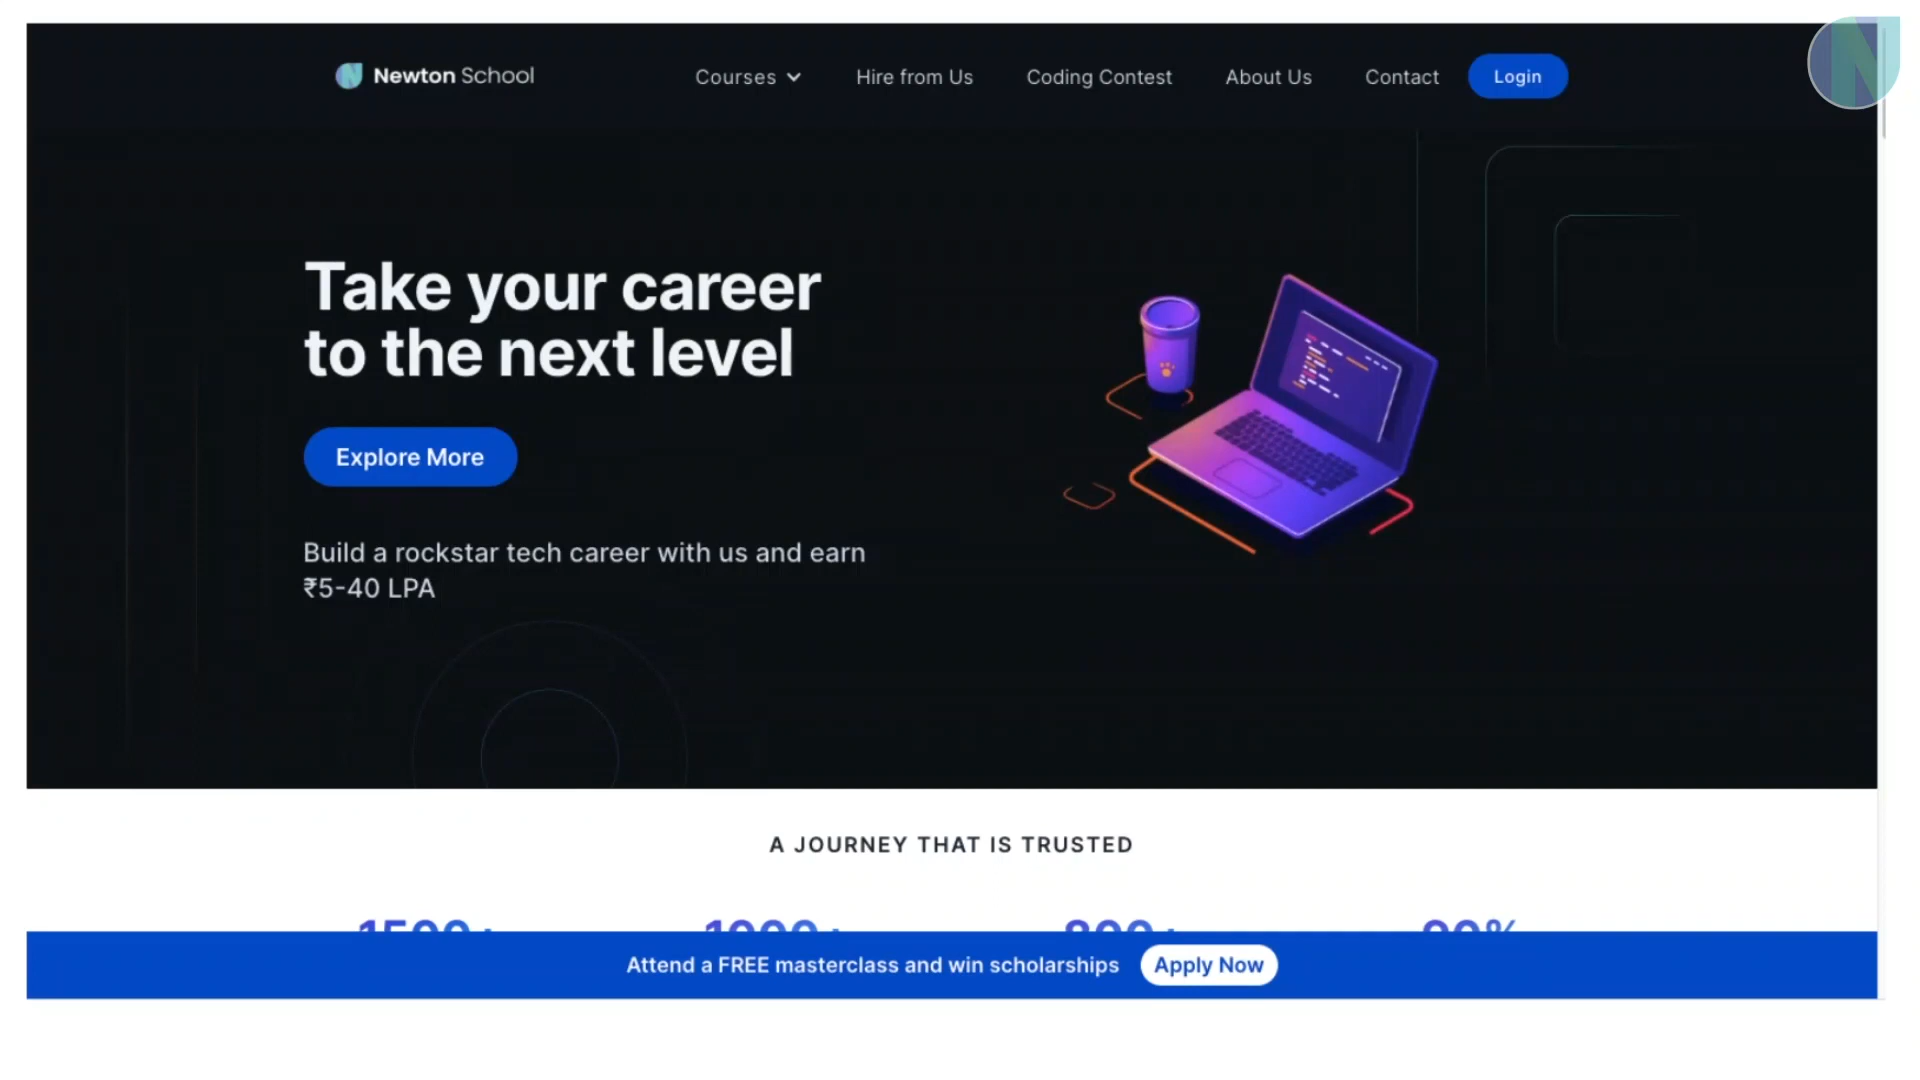 Newton School
Courses
Hire from Us
Coding Contest
About Us
Contact
Login
Take your career
to the next level
Explore More
Build a rockstar tech career with us and earn
₹5-40 LPA
A JOURNEY THAT IS TRUSTED
Attend a FREE masterclass and win scholarships
Apply Now